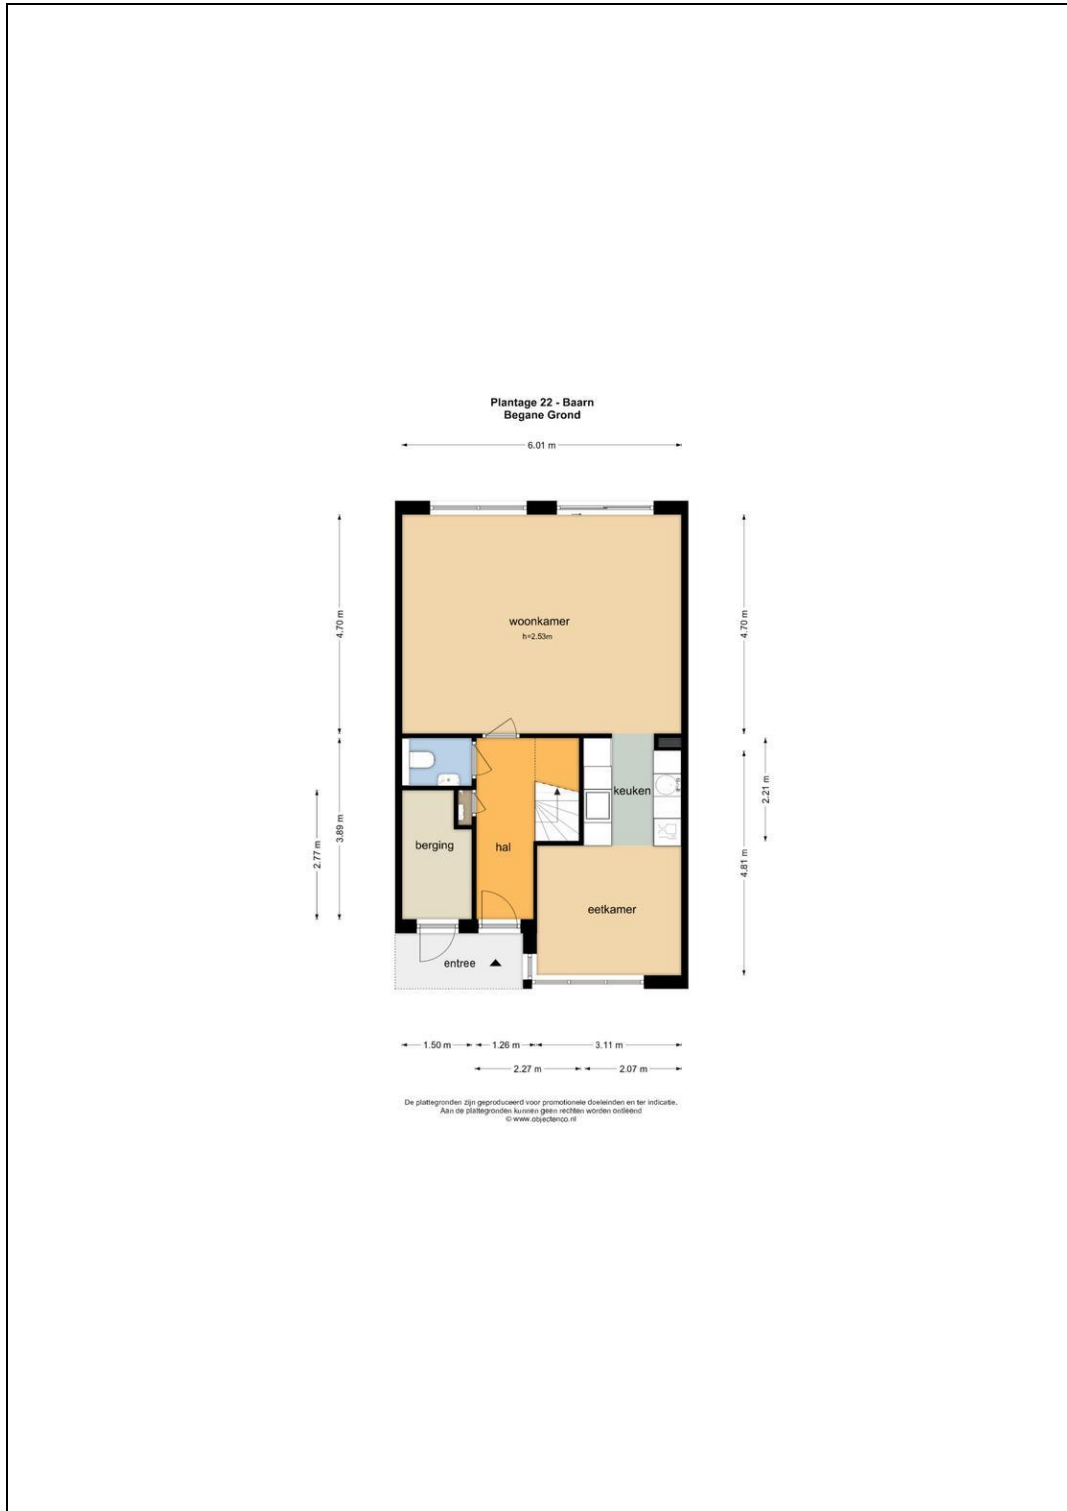 Plantage 22 - Baarn
Begane Grond
6.01 m
4.70 m
4.70 m
woonkamer
h=2.53m
2.77 m
3.89 m
2.21 m
4.81 m
keuken
berging
hal
eetkamer
entree
1.50 m
1.26 m
3.11 m
2.27 m
2.07 m
De plattegronden zijn geproduceerd voor promotionele doeleinden en ter indicatie.
Aan de plattegronden kunnen geen rechten worden ontleend
© www.objectenco.nl